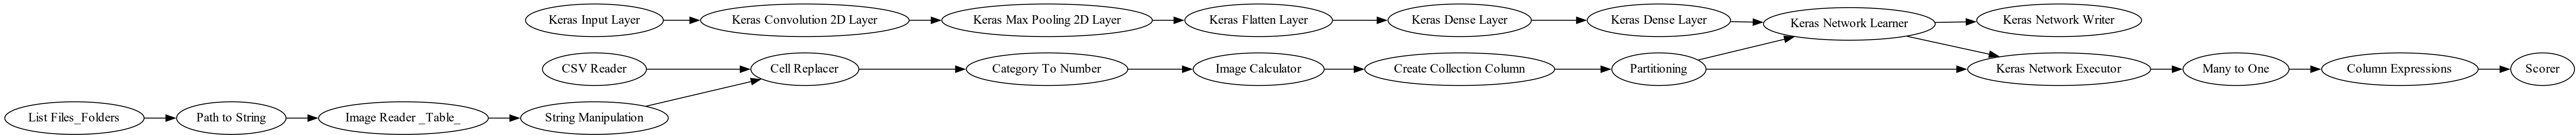 Keras Input Layer
Keras Convolution 2D Layer
Keras Max Pooling 2D Layer
Keras Flatten Layer
Keras Dense Layer
Keras Dense Layer
Keras Network Learner
Keras Network Writer
CSV Reader
Cell Replacer
Category To Number
Image Calculator
Create Collection Column
Partitioning
Keras Network Executor
Many to One
Column Expressions
Scorer
List Files_Folders
Path to String
Image Reader _Table_
String Manipulation